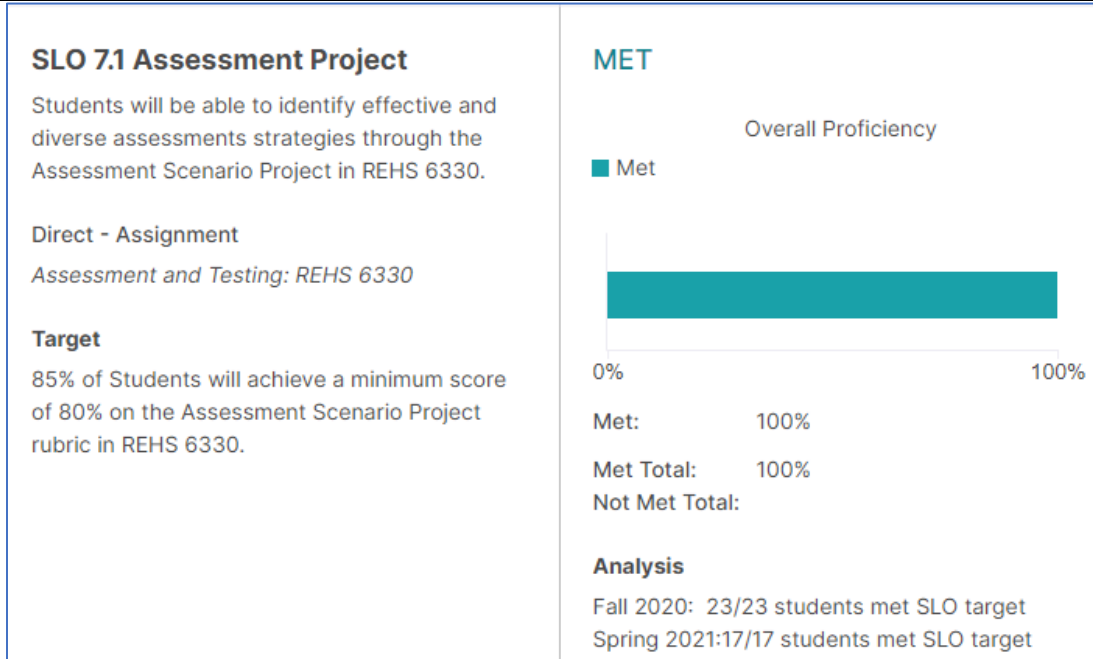 SLO 7.1 Assessment Project
Students will be able to identify effective and
diverse assessments strategies through the
Assessment Scenario Project in REHS 6330.
Direct - Assignment
Assessment and Testing: REHS 6330
Target
85% of Students will achieve a minimum score
of 80% on the Assessment Scenario Project
rubric in REHS 6330.
MET
Overall Proficiency
Met
0% 100%
Met: 100%
Met Total: 100%
Not Met Total:
Analysis
Fall 2020: 23/23 students met SLO target
Spring 2021:17/17 students met SLO target